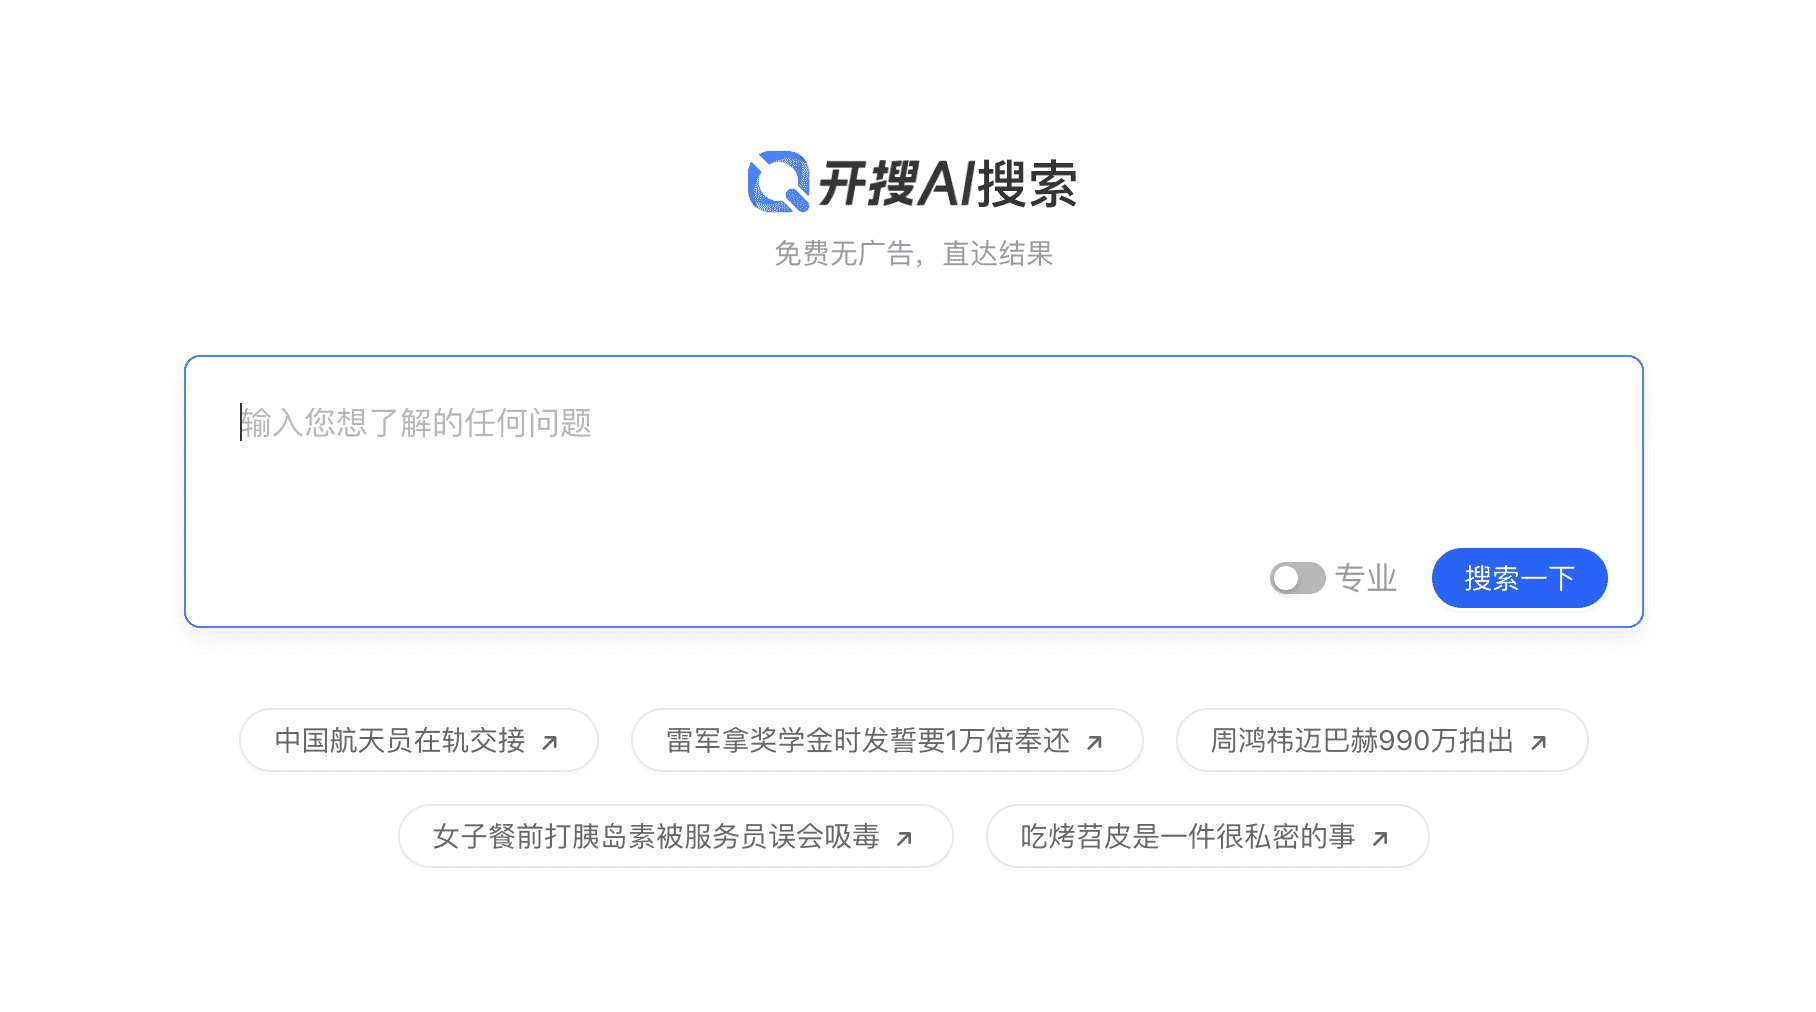 开搜AI搜索
免费无广告，直达结果
输入您想了解的任何问题
专业
搜索一下
中国航天员在轨交接
雷军拿奖学金时发誓要1万倍奉还
周鸿祎迈巴赫990万拍出
女子餐前打胰岛素被服务员误会吸毒
吃烤苕皮是一件很私密的事